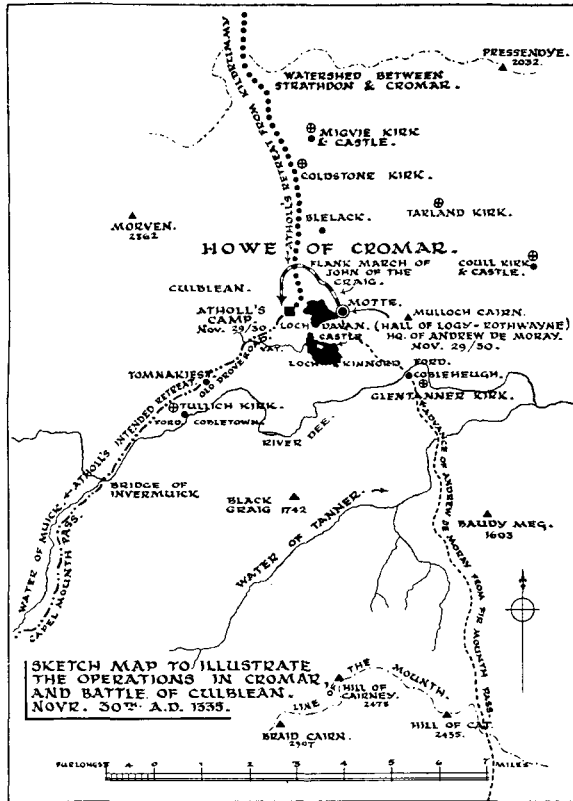 PRESSENDYE.
2032.
WATERSHED BETWEEN
STRATHDON & CROMAR.
ATHOLL'S RETREAT FROM KILDRUMMY
MIGVIE KIRK
& CASTLE.
COLDSTONE KIRK.
BLELACK.
TARLAND KIRK.
MORVEN.
2862
HOWE OF CROMAR.
COULL KIRK
& CASTLE.
FLANK MARCH OF
JOHN OF THE
CRAIG.
CULBLEAN.
MOTTE.
ATHOLL'S
CAMP.
NOV. 29/30.
LOCH DAVAN.
MULLOCH CAIRN.
(HALL OF LOGY-ROTHWAYNE)
HQ. OF ANDREW DE MORAY.
NOV. 29/30.
CASTLE
VAT.
LOCH KINNORD
FORD.
COBLEHEUGH.
GLENTANNER KIRK.
TOMNAKIEST
OLD DROVE ROAD
TULLICH KIRK.
FORD. COBLETOWN.
RIVER DEE.
ATHOLL'S INTENDED RETREAT
BRIDGE OF
INVERMUICK
WATER OF MUICK.
CAPEL MOUNTH PASS.
BLACK
CRAIG 1742
WATER OF TANNER
ADVANCE OF ANDREW DE MORAY FROM FIR MOUNTH PASS
BAUDY MEG.
1603
SKETCH MAP TO ILLUSTRATE
THE OPERATIONS IN CROMAR
AND BATTLE OF CULBLEAN.
NOVR. 30TH. A.D. 1335.
LINE OF THE MOUNTH.
HILL OF
CAIRNEY.
2478
BRAID CAIRN.
2907
HILL OF CAT.
2435.
FURLONGS 4 0 1 2 3 4 5 6 7 MILES